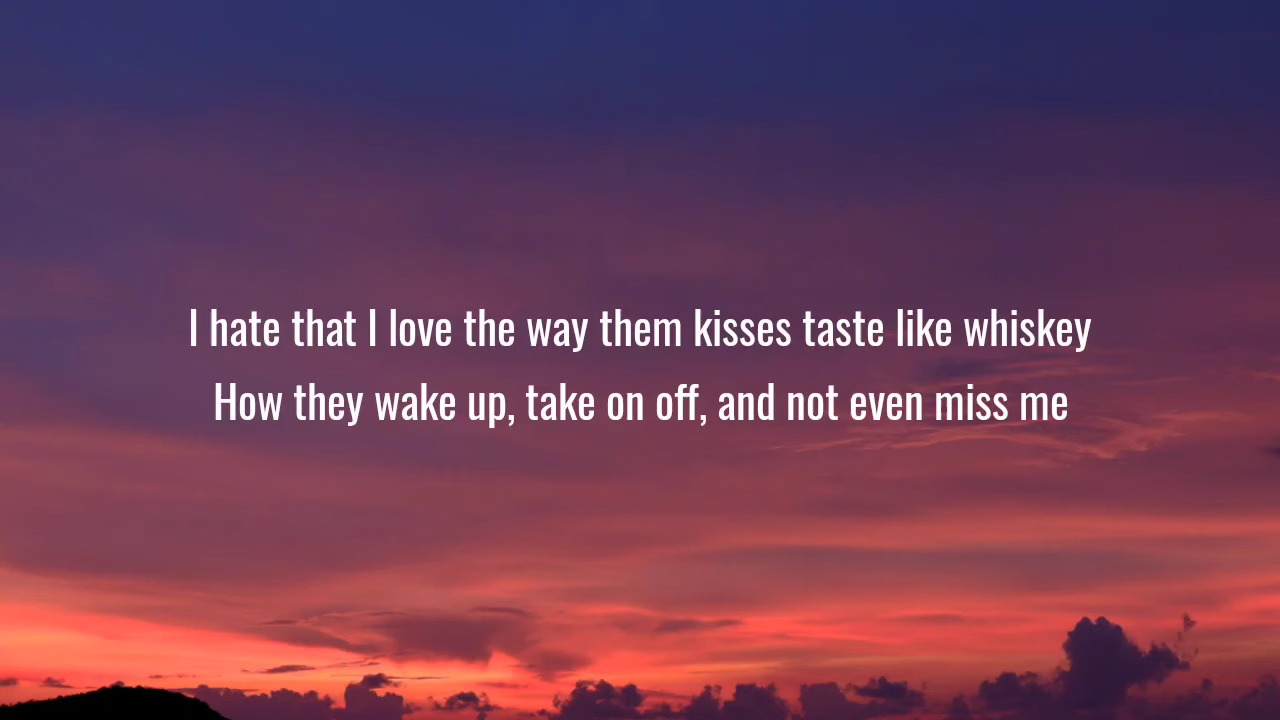 I hate that I love the way them kisses taste like whiskey
How they wake up, take on off, and not even miss me